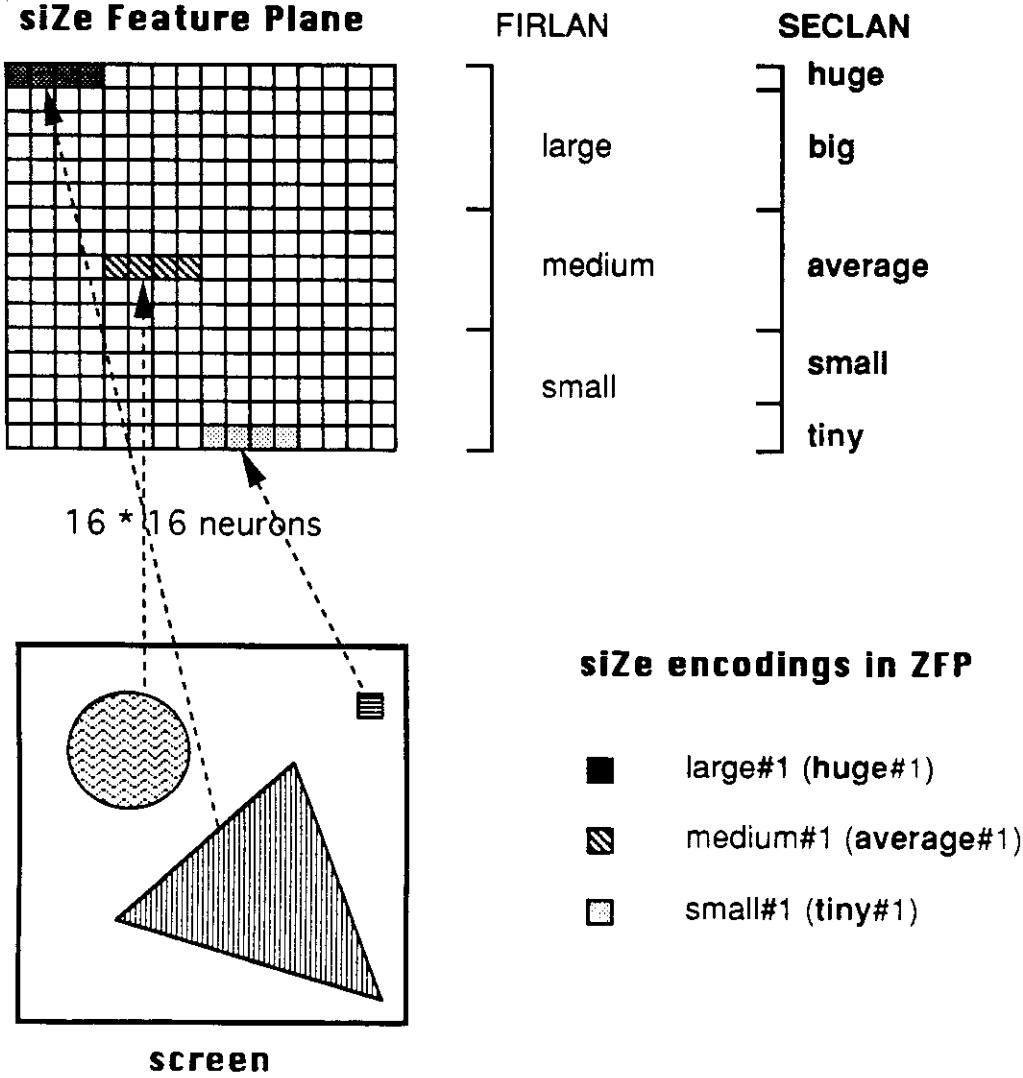 siZe Feature Plane
FIRLAN
SECLAN
huge
large
big
medium
average
small
small
tiny
16 * 16 neurons
siZe encodings in ZFP
large#1 (huge#1)
medium#1 (average#1)
small#1 (tiny#1)
screen